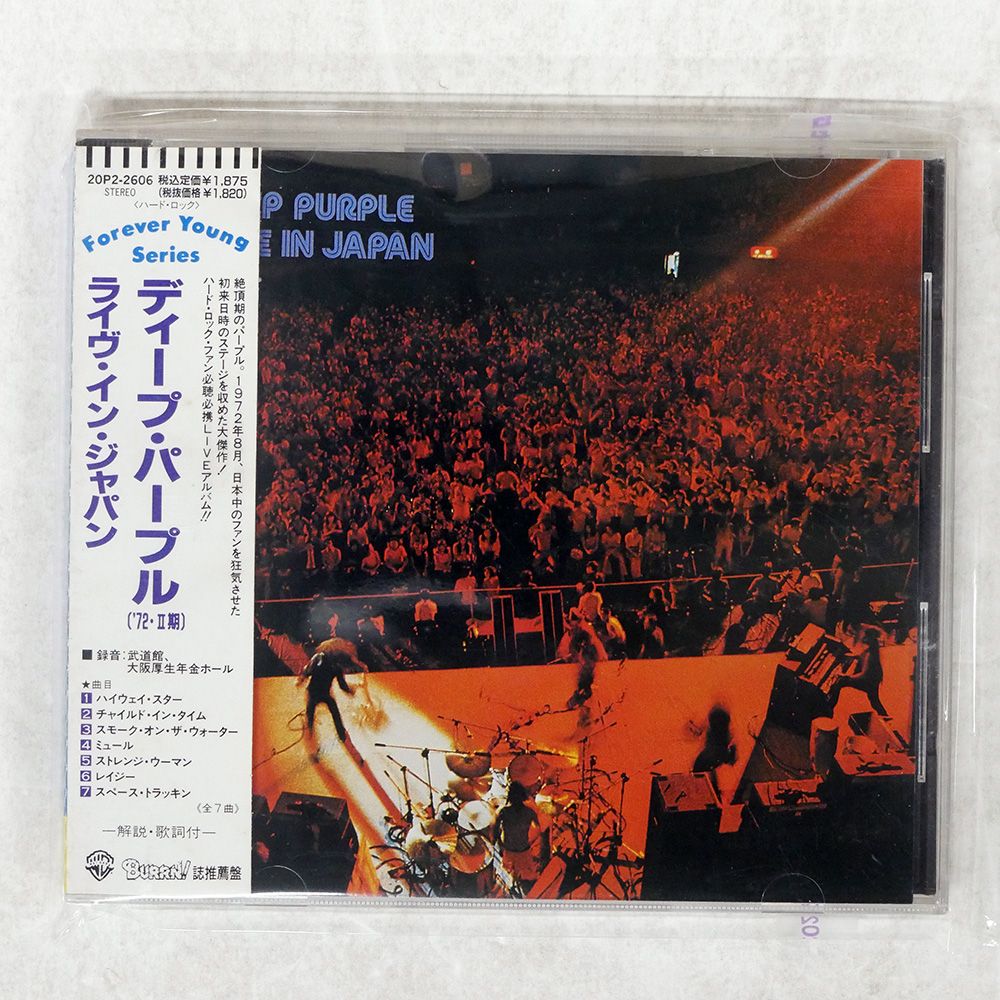 20P2-2606 税込定価¥1,875
STEREO (税抜価格¥1,820)
〈ハード・ロック〉
Forever Young
Series
絶頂期のパープル。1972年8月、日本中のファンを狂気させた
初来日時のステージを収めた大傑作!
ハード・ロック・ファン必聴必携LIVEアルバム!!
ディープ・パープル
('72・II期)
ライヴ・イン・ジャパン
■ 録音:武道館、
大阪厚生年金ホール
★曲目
1 ハイウェイ・スター
2 チャイルド・イン・タイム
3 スモーク・オン・ザ・ウォーター
4 ミュール
5 ストレンジ・ウーマン
6 レイジー
7 スペース・トラッキン
《全7曲》
—解説・歌詞付—
BURRN! 誌推薦盤
EP PURPLE
E IN JAPAN